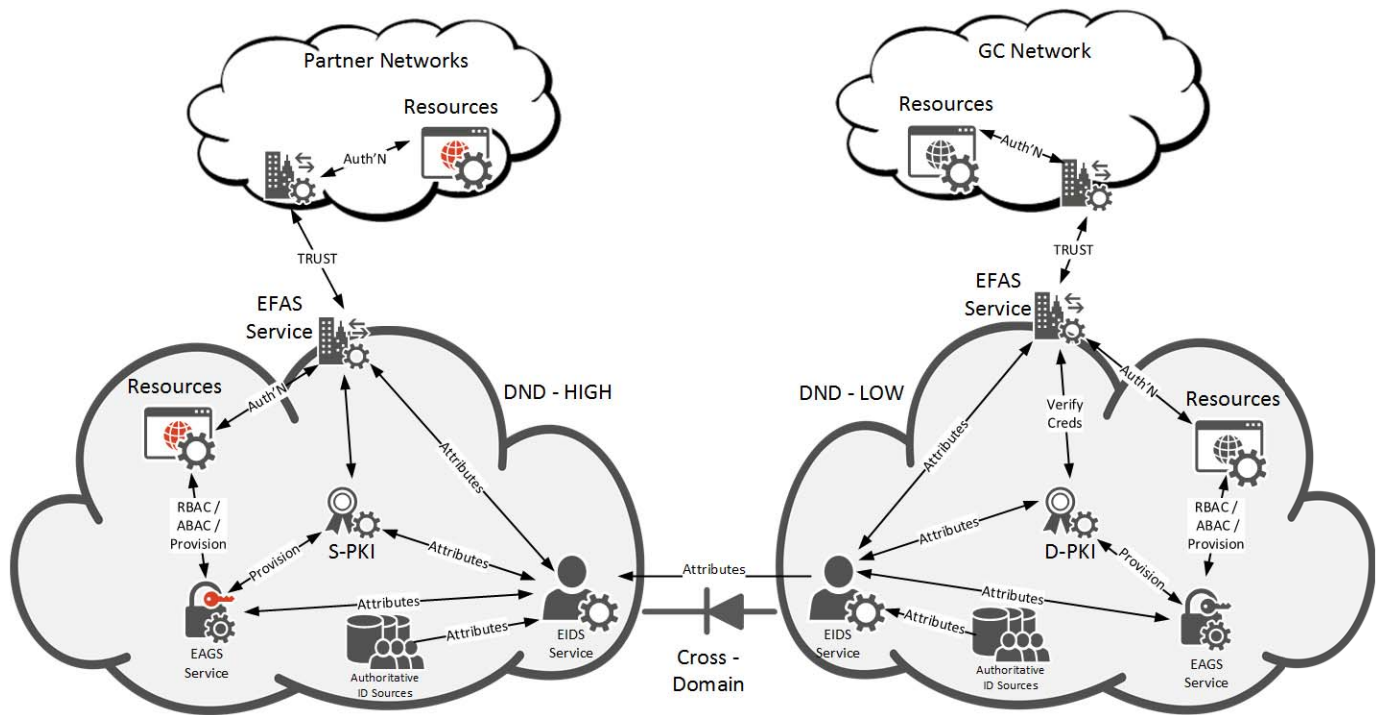 Partner Networks
Resources
Auth'N
TRUST
EFAS
Service
DND - HIGH
Resources
Auth'N
Attributes
RBAC /
ABAC /
Provision
S-PKI
Provision
Attributes
Attributes
EAGS
Service
Attributes
Authoritative
ID Sources
EIDS
Service
Attributes
Cross -
Domain
GC Network
Resources
Auth'N
TRUST
EFAS
Service
DND - LOW
Verify
Creds
Auth'N
Resources
Attributes
Attributes
D-PKI
RBAC /
ABAC /
Provision
Provision
Attributes
Attributes
EIDS
Service
Authoritative
ID Sources
EAGS
Service